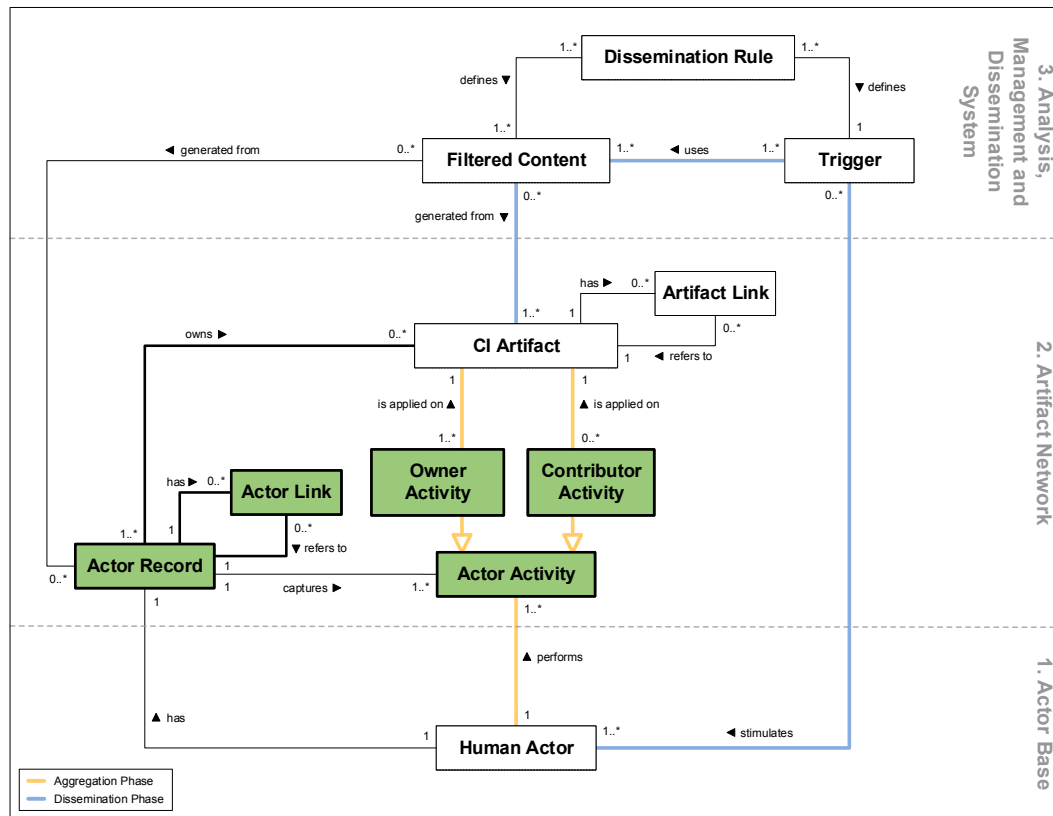 1..*
Dissemination Rule
1..*
defines ▼
▼ defines
1..*
1
◄ generated from
0..*
Filtered Content
1..*
◄ uses
1..*
Trigger
0..*
0..*
generated from ▼
3. Analysis,
Management and
Dissemination
System
has ►
0..*
Artifact Link
1..*
1
0..*
owns ►
0..*
CI Artifact
1
◄ refers to
1
1
is applied on ▲
▲ is applied on
1..*
0..*
Owner
Activity
Contributor
Activity
has ►
0..*
Actor Link
1..*
1
0..*
▼ refers to
Actor Record
1
0..*
1
captures ►
1..*
Actor Activity
1
1..*
2. Artifact Network
▲ performs
▲ has
1
1
Human Actor
1..*
◄ stimulates
1. Actor Base
Aggregation Phase
Dissemination Phase